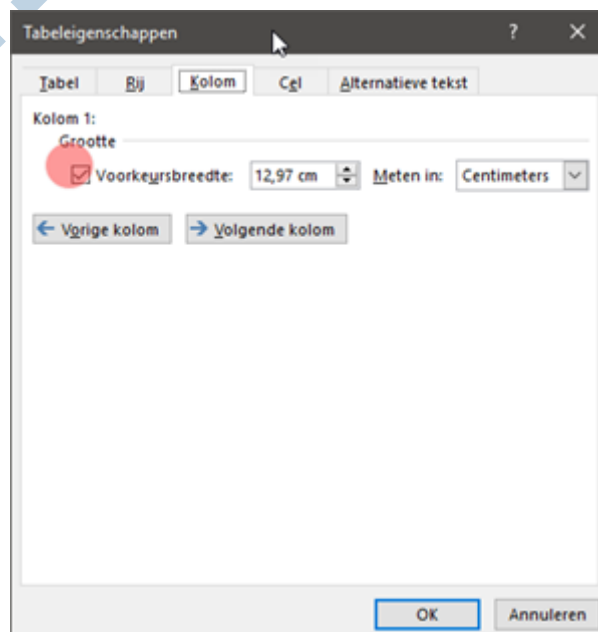 Tabeleigenschappen ? ×
Tabel Rij Kolom Cel Alternatieve tekst
Kolom 1:
Grootte
Voorkeursbreedte: 12,97 cm Meten in: Centimeters
← Vorige kolom → Volgende kolom
OK Annuleren